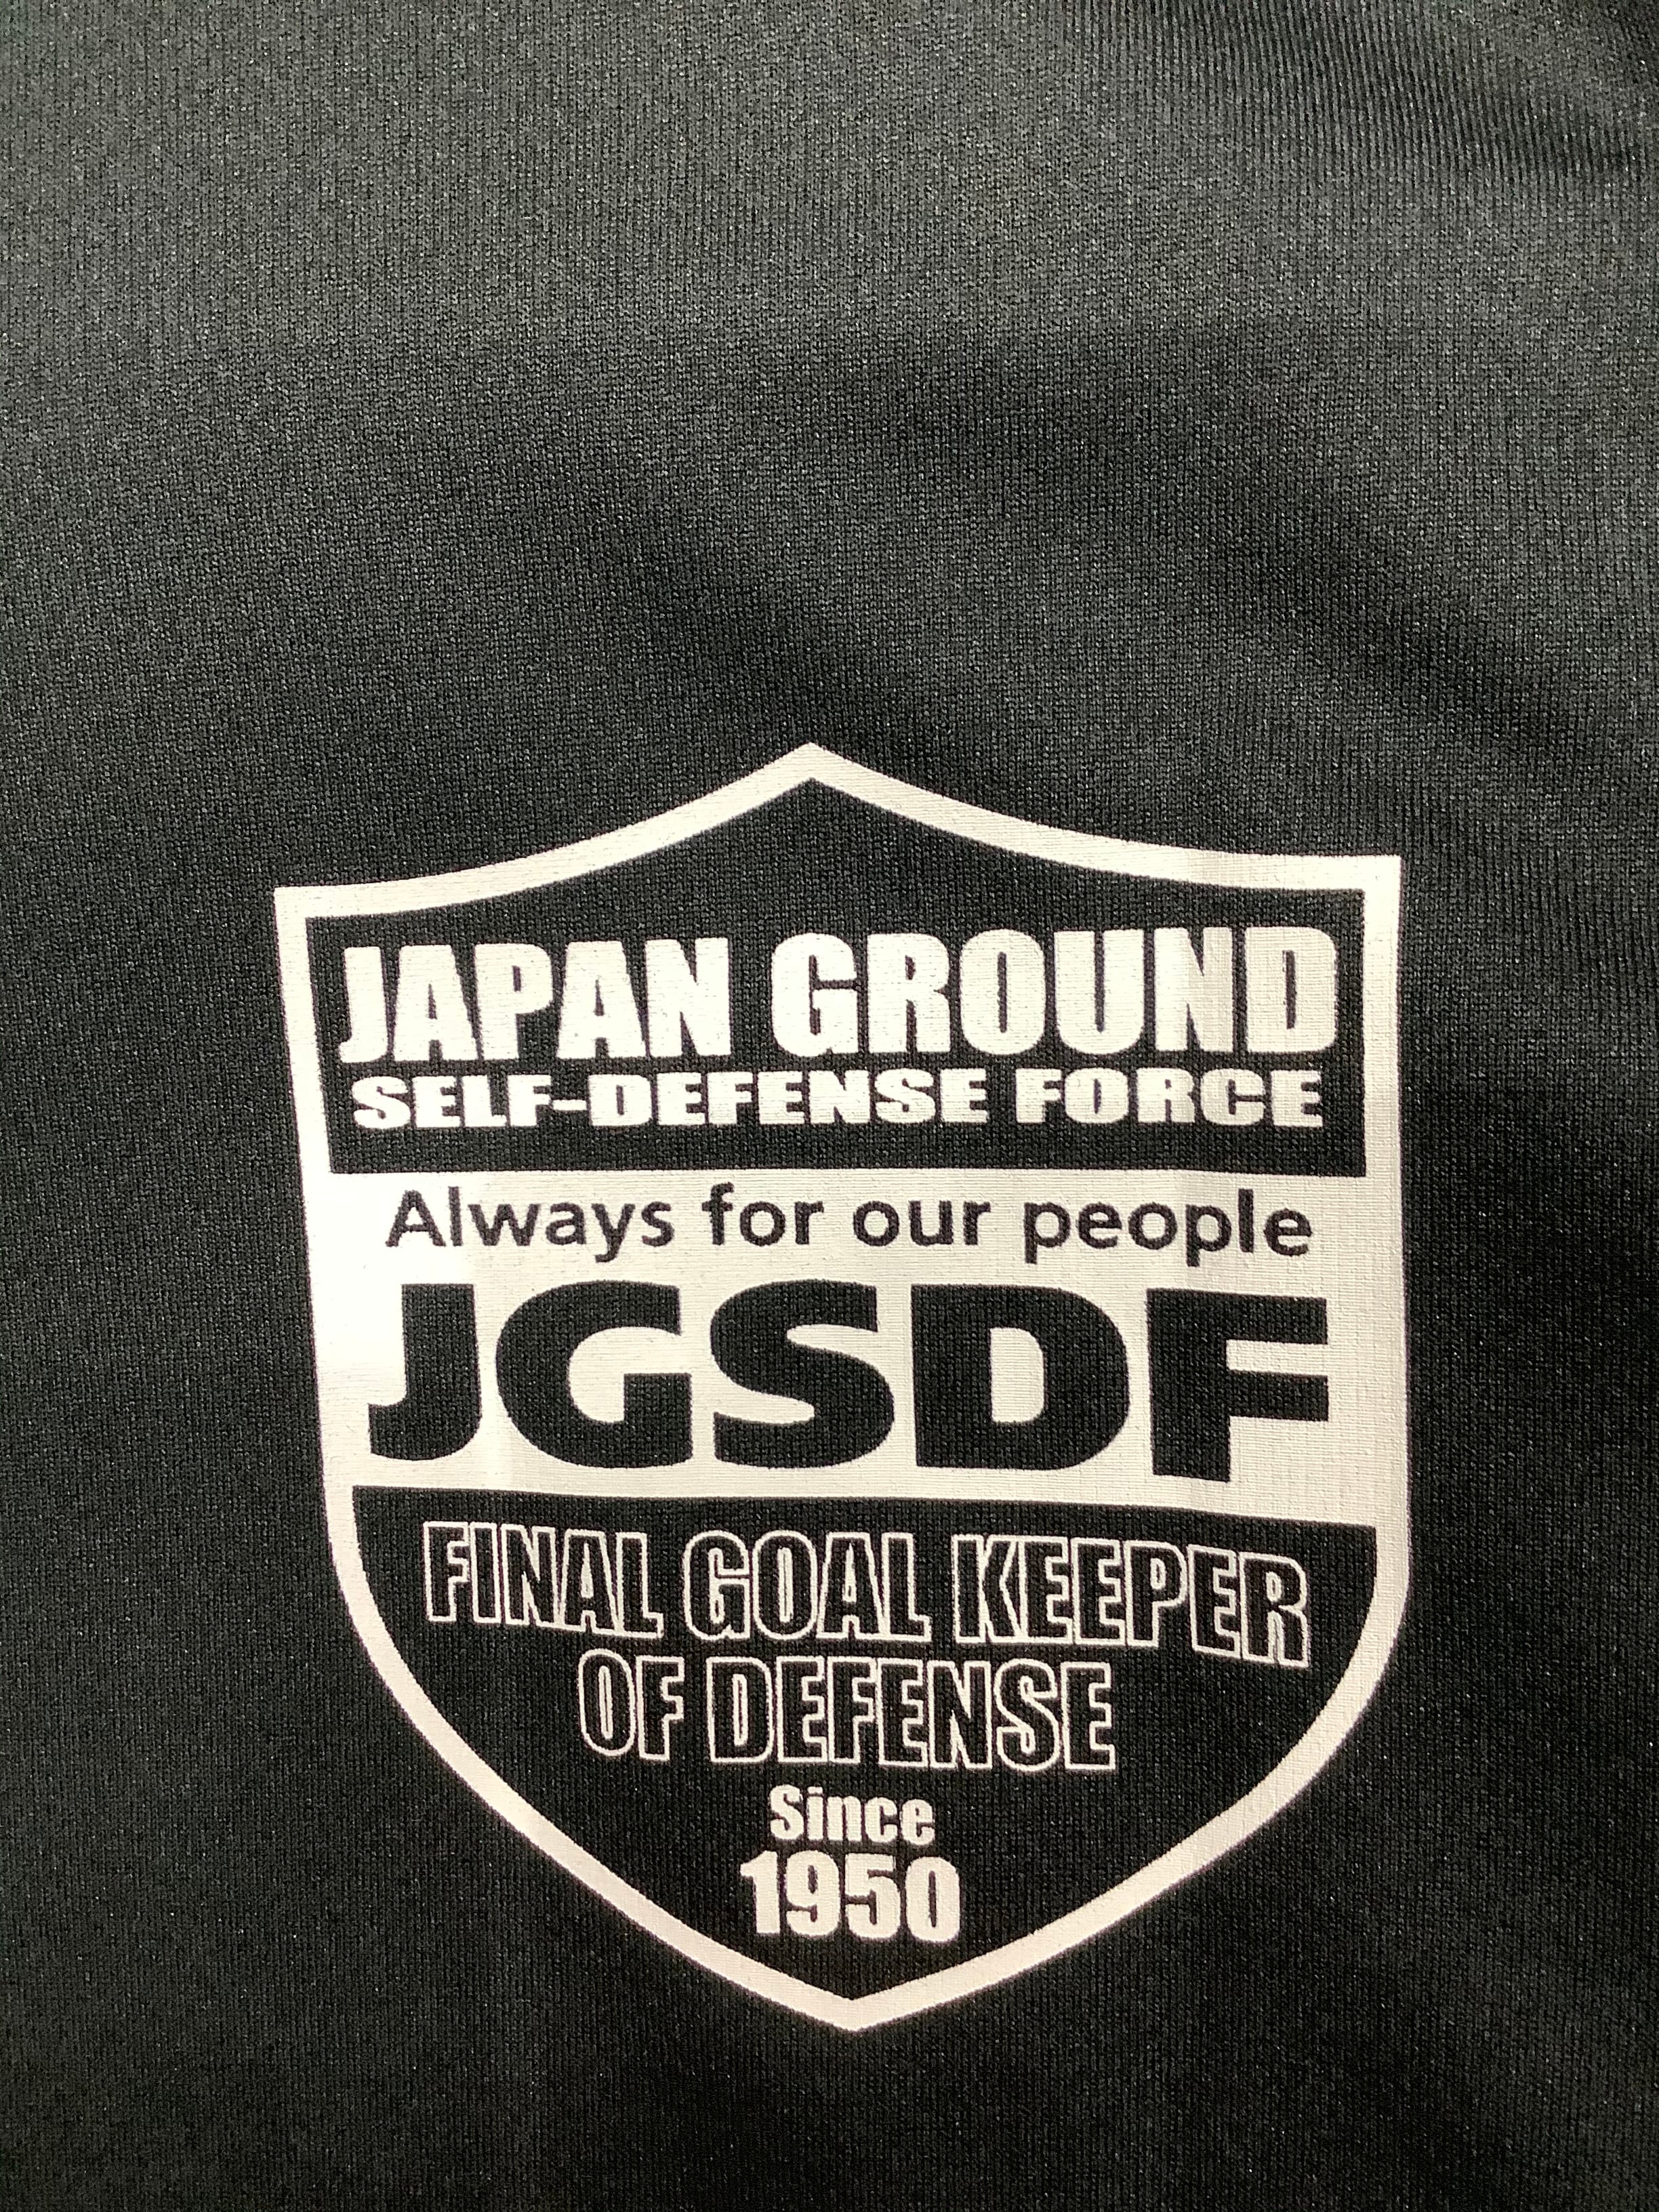 JAPAN GROUND
SELF-DEFENSE FORCE
Always for our people
JGSDF
FINAL GOAL KEEPER
OF DEFENSE
Since
1950